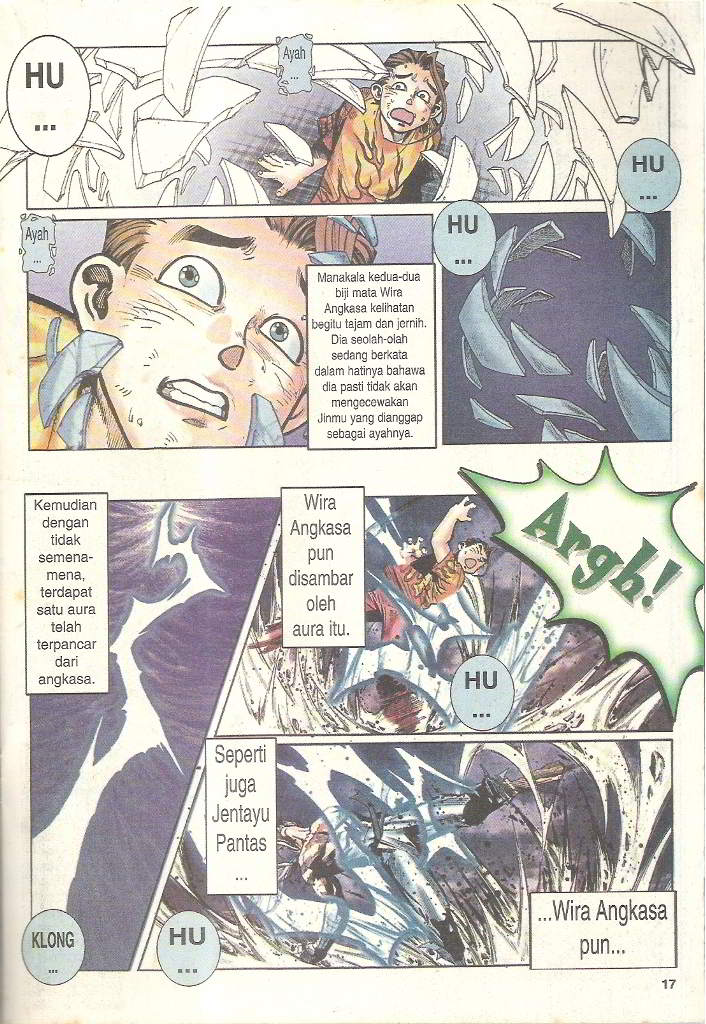 HU
...
Ayah
...
HU
...
Ayah
...
Manakala kedua-dua
biji mata Wira
Angkasa kelihatan
begitu tajam dan jernih.
Dia seolah-olah
sedang berkata
dalam hatinya bahawa
dia pasti tidak akan
mengecewakan
Jinmu yang dianggap
sebagai ayahnya.
HU
...
Kemudian
dengan
tidak
semena-
mena,
terdapat
satu aura
telah
terpancar
dari
angkasa.
KLONG
...
Wira
Angkasa
pun
disambar
oleh
aura itu.
Argh!
HU
...
Seperti
juga
Jentayu
Pantas
...
HU
...
...Wira Angkasa
pun...
17